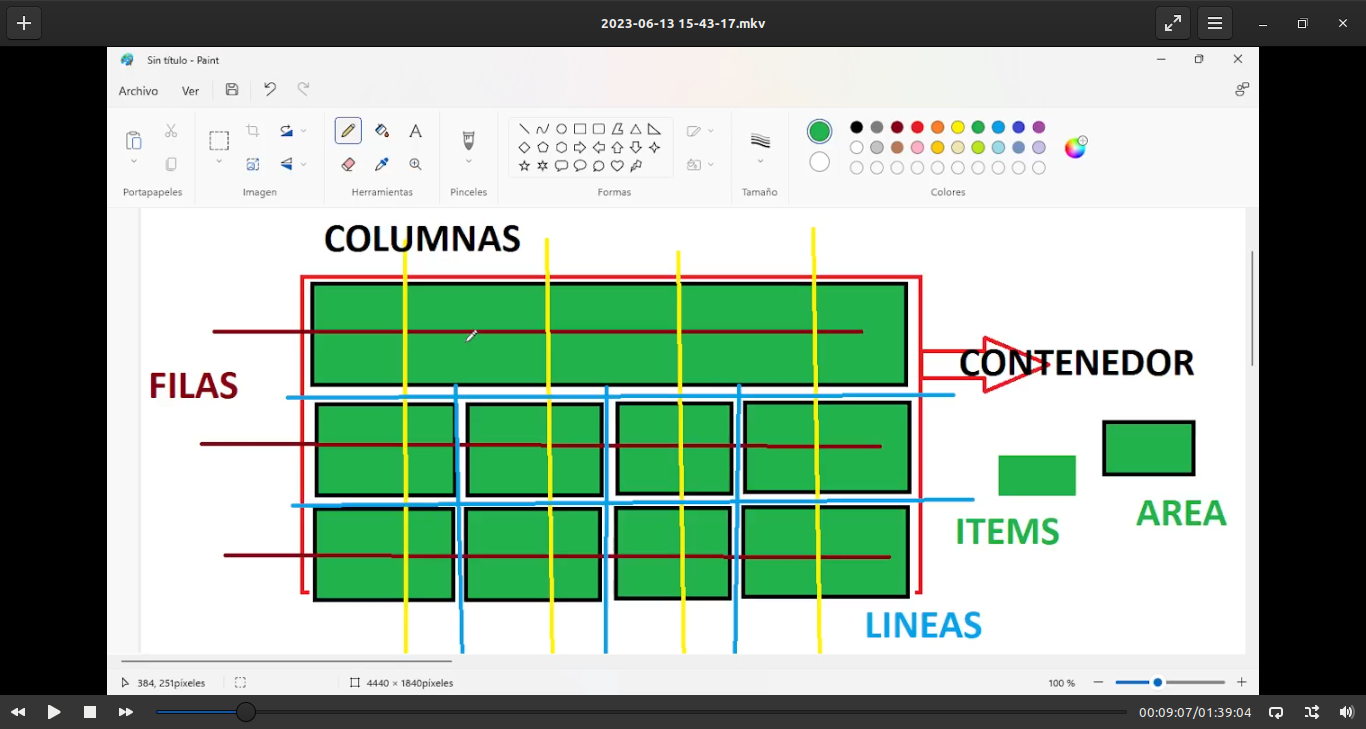 2023-06-13 15-43-17.mkv
Sin título - Paint
Archivo Ver
Portapapeles Imagen Herramientas Pinceles Formas Tamaño Colores
COLUMNAS
CONTENEDOR
FILAS
AREA
ITEMS
LINEAS
384, 251píxeles 4440 × 1840píxeles 100 %
00:09:07/01:39:04